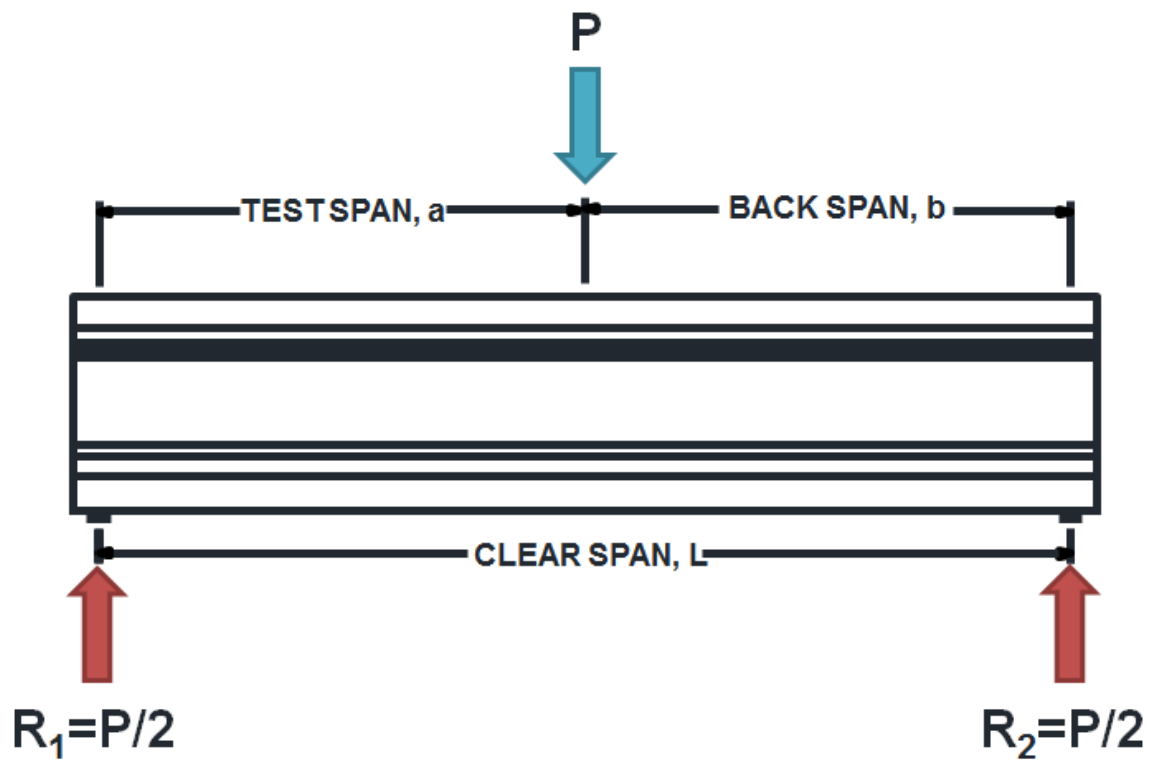 P
TEST SPAN, a
BACK SPAN, b
CLEAR SPAN, L
R₁=P/2
R₂=P/2